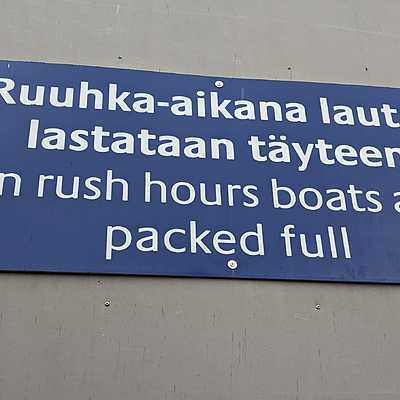 Ruuhka-aikana laut
lastataan täyteen
n rush hours boats a
packed full